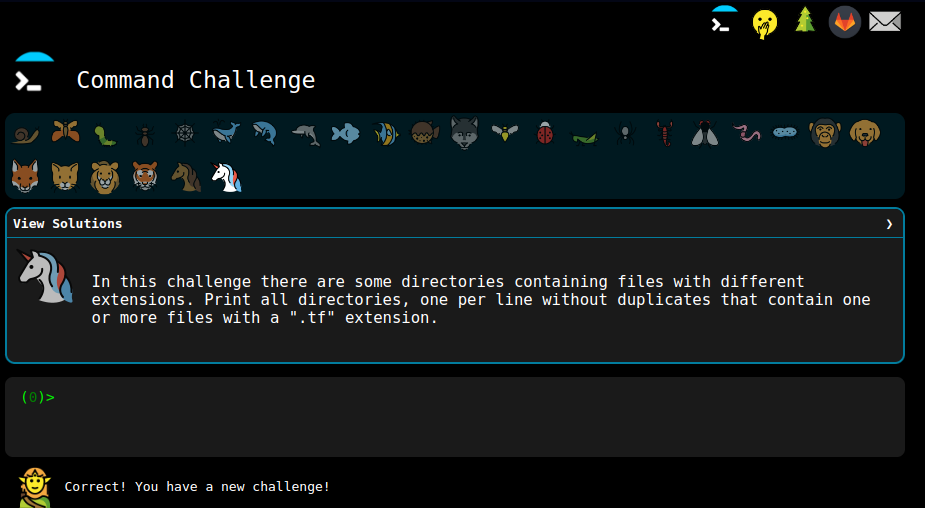 Command Challenge
View Solutions ❯
In this challenge there are some directories containing files with different
extensions. Print all directories, one per line without duplicates that contain one
or more files with a ".tf" extension.
(0)>
Correct! You have a new challenge!